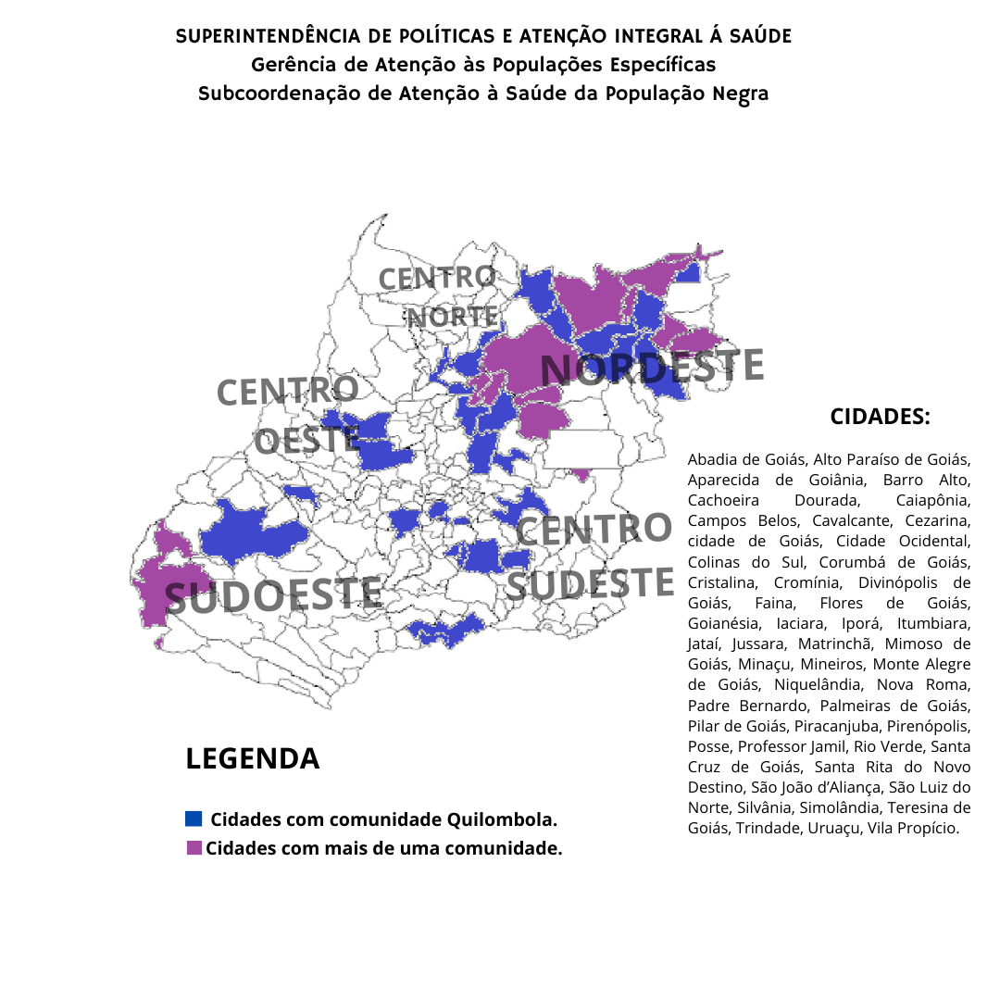 SUPERINTENDÊNCIA DE POLÍTICAS E ATENÇÃO INTEGRAL Á SAÚDE
Gerência de Atenção às Populações Específicas
Subcoordenação de Atenção à Saúde da População Negra
CENTRO
NORTE
NORDESTE
CENTRO
OESTE
CENTRO
SUDESTE
SUDOESTE
CIDADES:
Abadia de Goiás, Alto Paraíso de Goiás,
Aparecida de Goiânia, Barro Alto,
Cachoeira Dourada, Caiapônia,
Campos Belos, Cavalcante, Cezarina,
cidade de Goiás, Cidade Ocidental,
Colinas do Sul, Corumbá de Goiás,
Cristalina, Cromínia, Divinópolis de
Goiás, Faina, Flores de Goiás,
Goianésia, Iaciara, Iporá, Itumbiara,
Jataí, Jussara, Matrinchã, Mimoso de
Goiás, Minaçu, Mineiros, Monte Alegre
de Goiás, Niquelândia, Nova Roma,
Padre Bernardo, Palmeiras de Goiás,
Pilar de Goiás, Piracanjuba, Pirenópolis,
Posse, Professor Jamil, Rio Verde, Santa
Cruz de Goiás, Santa Rita do Novo
Destino, São João d’Aliança, São Luiz do
Norte, Silvânia, Simolândia, Teresina de
Goiás, Trindade, Uruaçu, Vila Propício.
LEGENDA
Cidades com comunidade Quilombola.
Cidades com mais de uma comunidade.